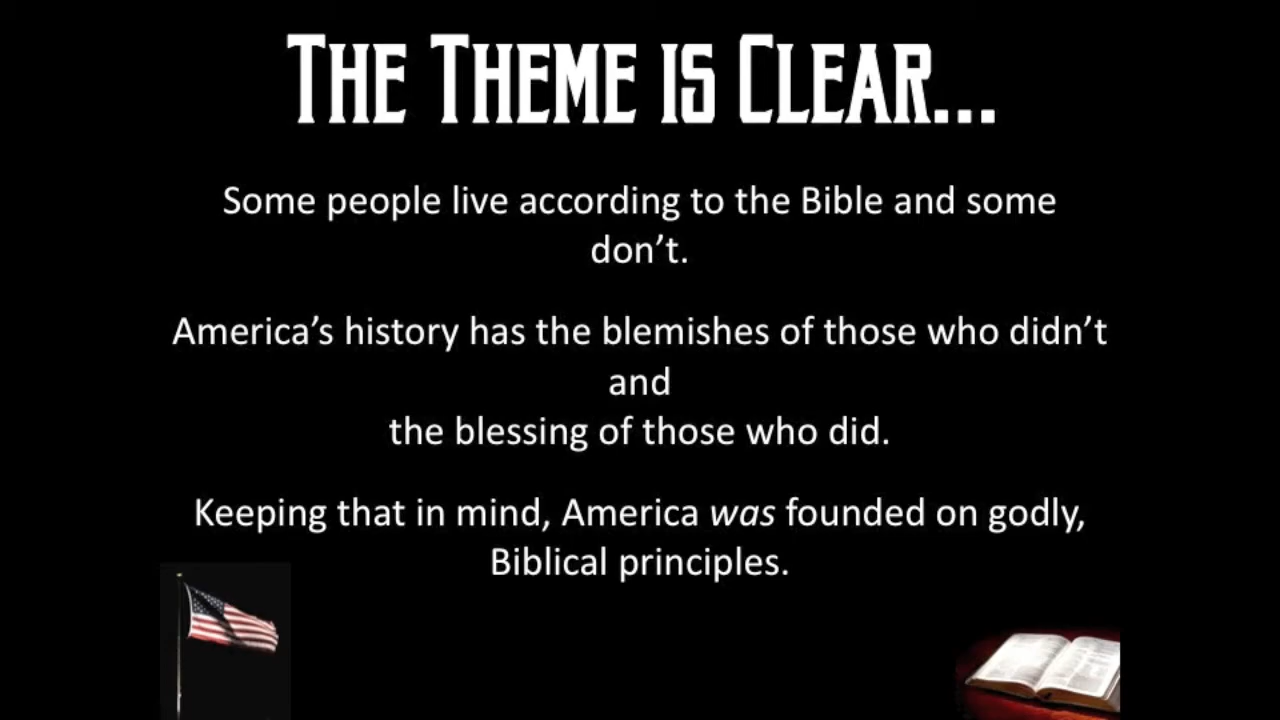 THE THEME IS CLEAR...
Some people live according to the Bible and some
don’t.
America’s history has the blemishes of those who didn’t
and
the blessing of those who did.
Keeping that in mind, America was founded on godly,
Biblical principles.